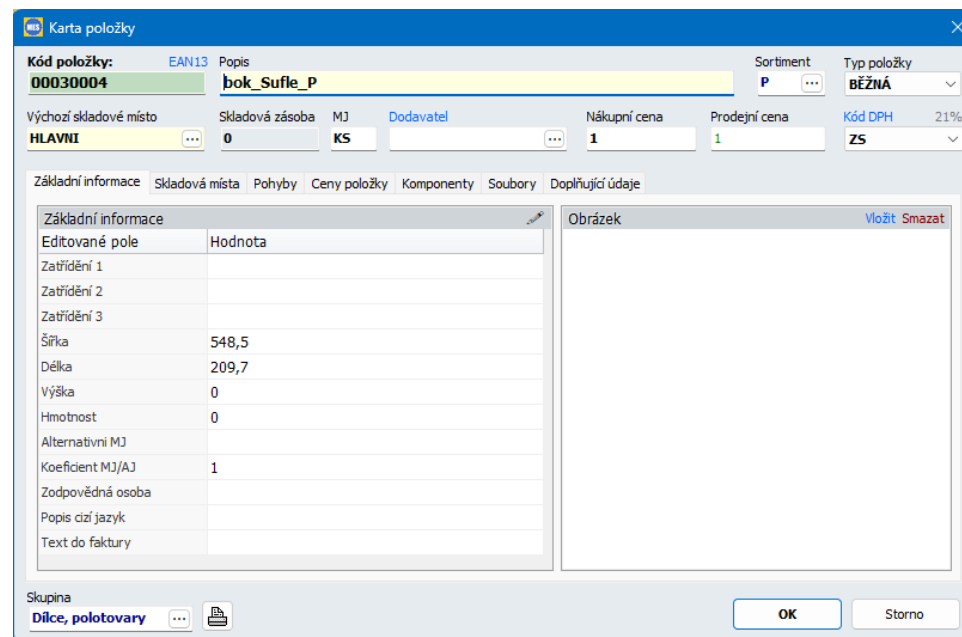 MES Karta položky
Kód položky: EAN13 Popis Sortiment Typ položky
00030004 bok_Sufle_P P ... BĚŽNÁ
Výchozí skladové místo Skladová zásoba MJ Dodavatel Nákupní cena Prodejní cena Kód DPH 21%
HLAVNI ... 0 KS ... 1 1 ZS
Základní informace Skladová místa Pohyby Ceny položky Komponenty Soubory Doplňující údaje
Základní informace Obrázek Vložit Smazat
Editované pole Hodnota
Zatřídění 1
Zatřídění 2
Zatřídění 3
Šířka 548,5
Délka 209,7
Výška 0
Hmotnost 0
Alternativni MJ
Koeficient MJ/AJ 1
Zodpovědná osoba
Popis cizí jazyk
Text do faktury
Skupina
Dílce, polotovary ... OK Storno